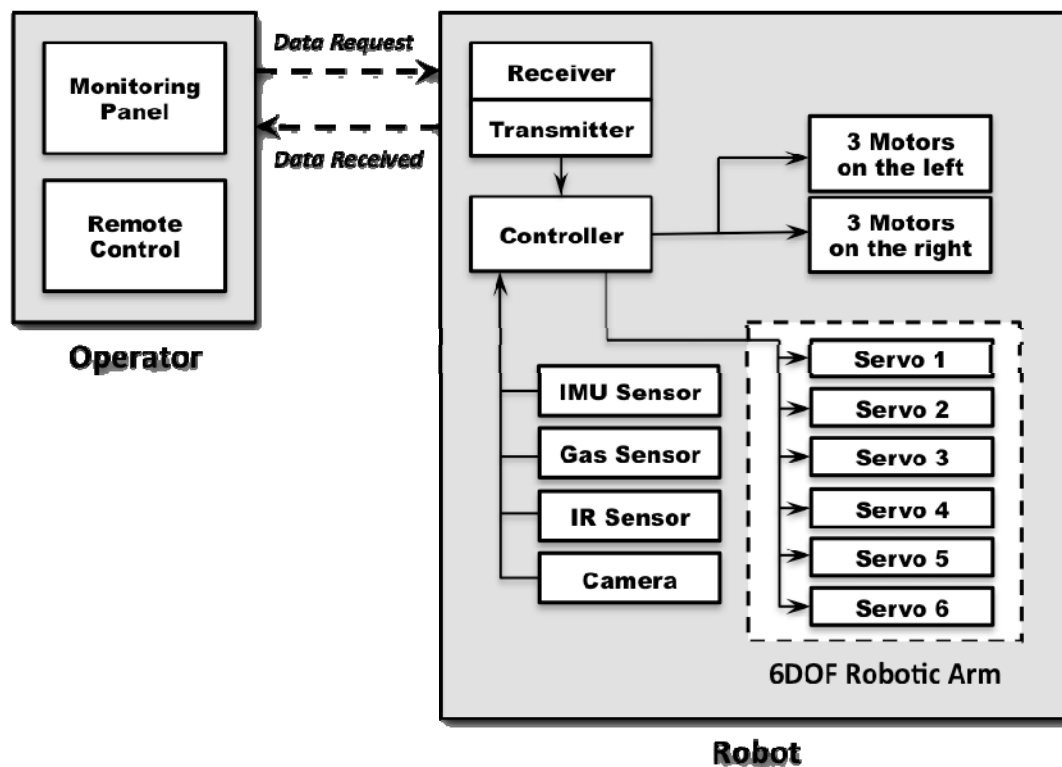 Monitoring
Panel
Remote
Control
Operator
Data Request
Data Received
Receiver
Transmitter
Controller
3 Motors
on the left
3 Motors
on the right
IMU Sensor
Gas Sensor
IR Sensor
Camera
Servo 1
Servo 2
Servo 3
Servo 4
Servo 5
Servo 6
6DOF Robotic Arm
Robot